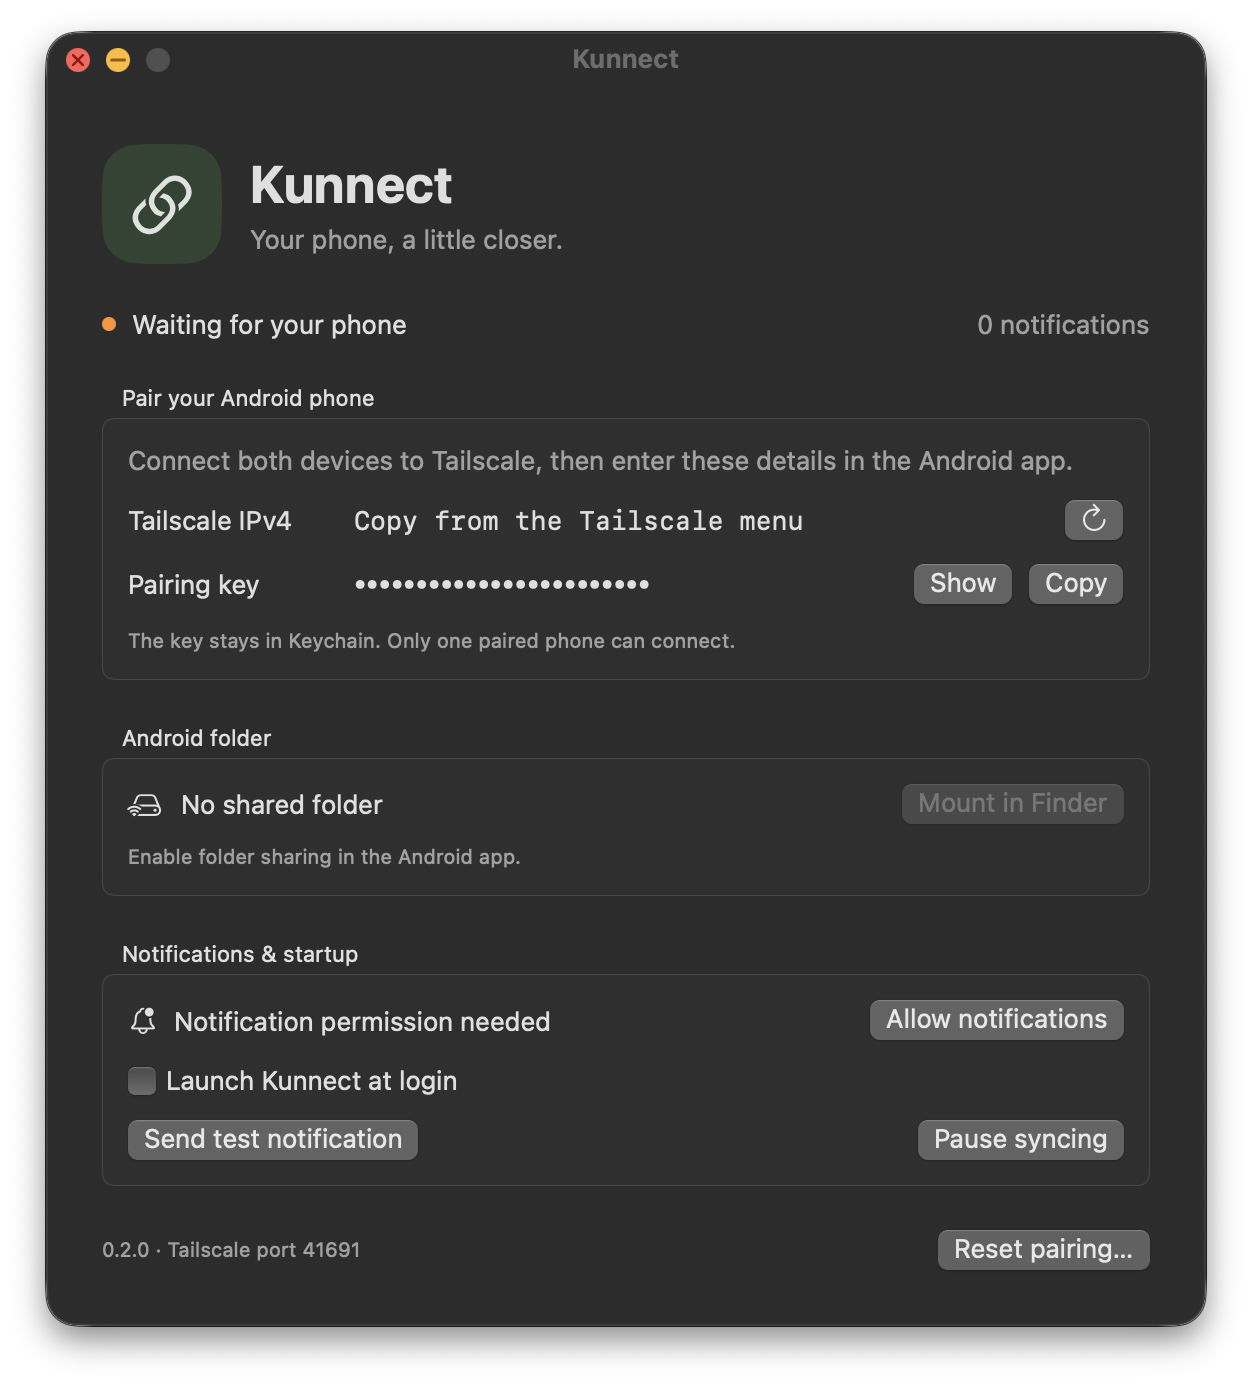 Kunnect
Kunnect
Your phone, a little closer.
Waiting for your phone
0 notifications
Pair your Android phone
Connect both devices to Tailscale, then enter these details in the Android app.
Tailscale IPv4
Copy from the Tailscale menu
Pairing key
••••••••••••••••••••••••
Show
Copy
The key stays in Keychain. Only one paired phone can connect.
Android folder
No shared folder
Mount in Finder
Enable folder sharing in the Android app.
Notifications & startup
Notification permission needed
Allow notifications
Launch Kunnect at login
Send test notification
Pause syncing
0.2.0 · Tailscale port 41691
Reset pairing...